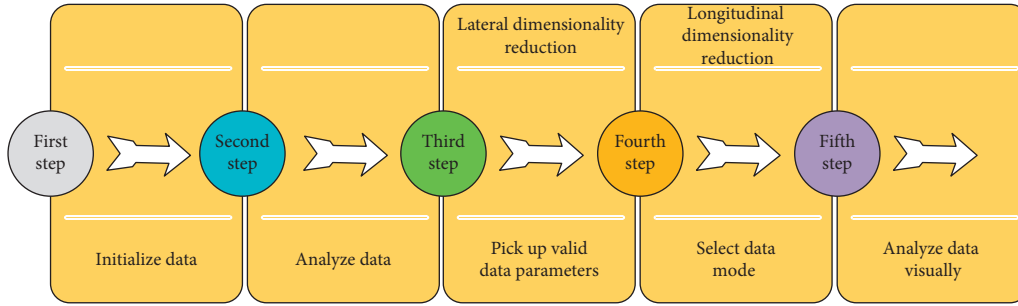 Lateral dimensionality
reduction
Longitudinal
dimensionality
reduction
First
step
Second
step
Third
step
Fourth
step
Fifth
step
Initialize data
Analyze data
Pick up valid
data parameters
Select data
mode
Analyze data
visually